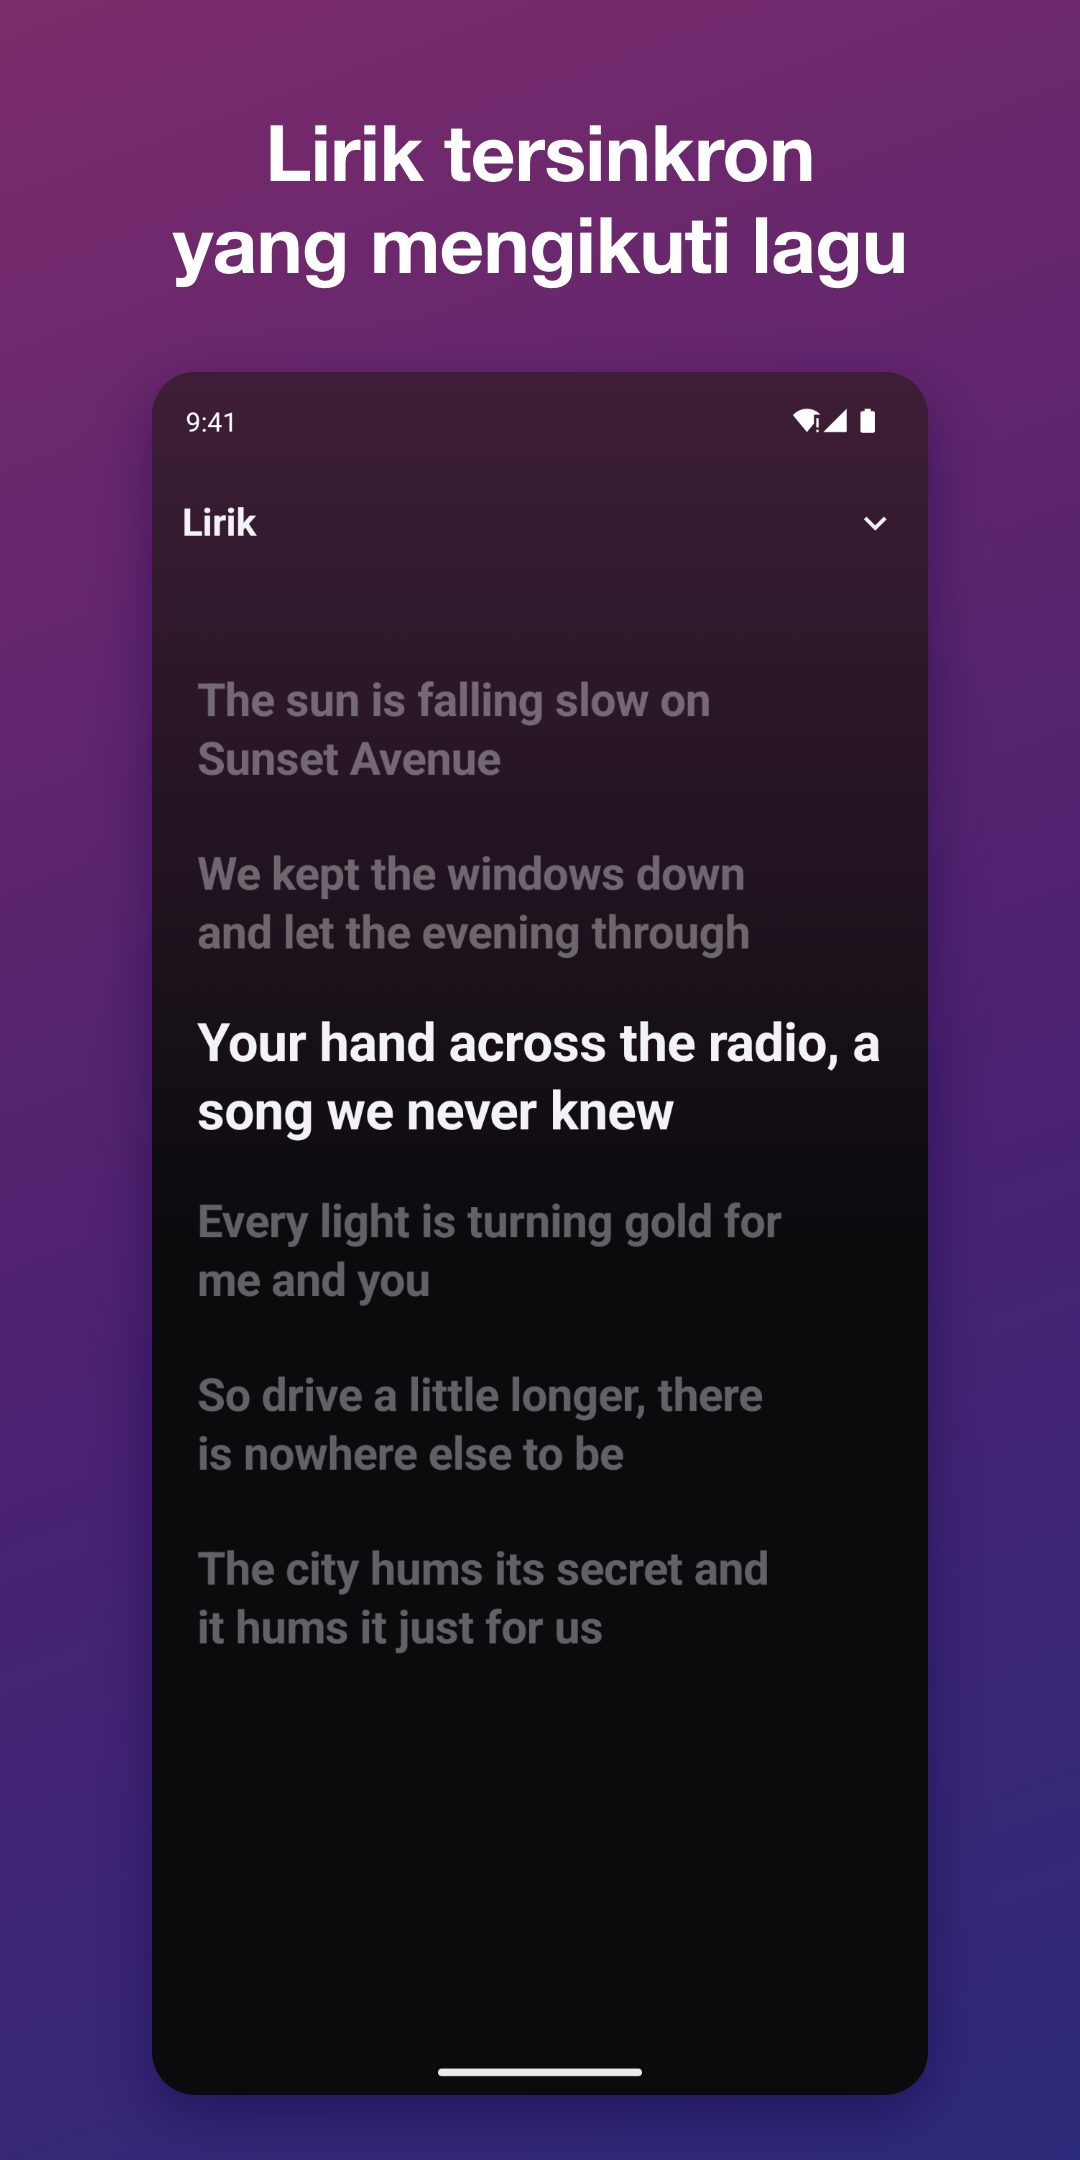 Lirik tersinkron
yang mengikuti lagu
9:41
Lirik
The sun is falling slow on
Sunset Avenue
We kept the windows down
and let the evening through
Your hand across the radio, a
song we never knew
Every light is turning gold for
me and you
So drive a little longer, there
is nowhere else to be
The city hums its secret and
it hums it just for us